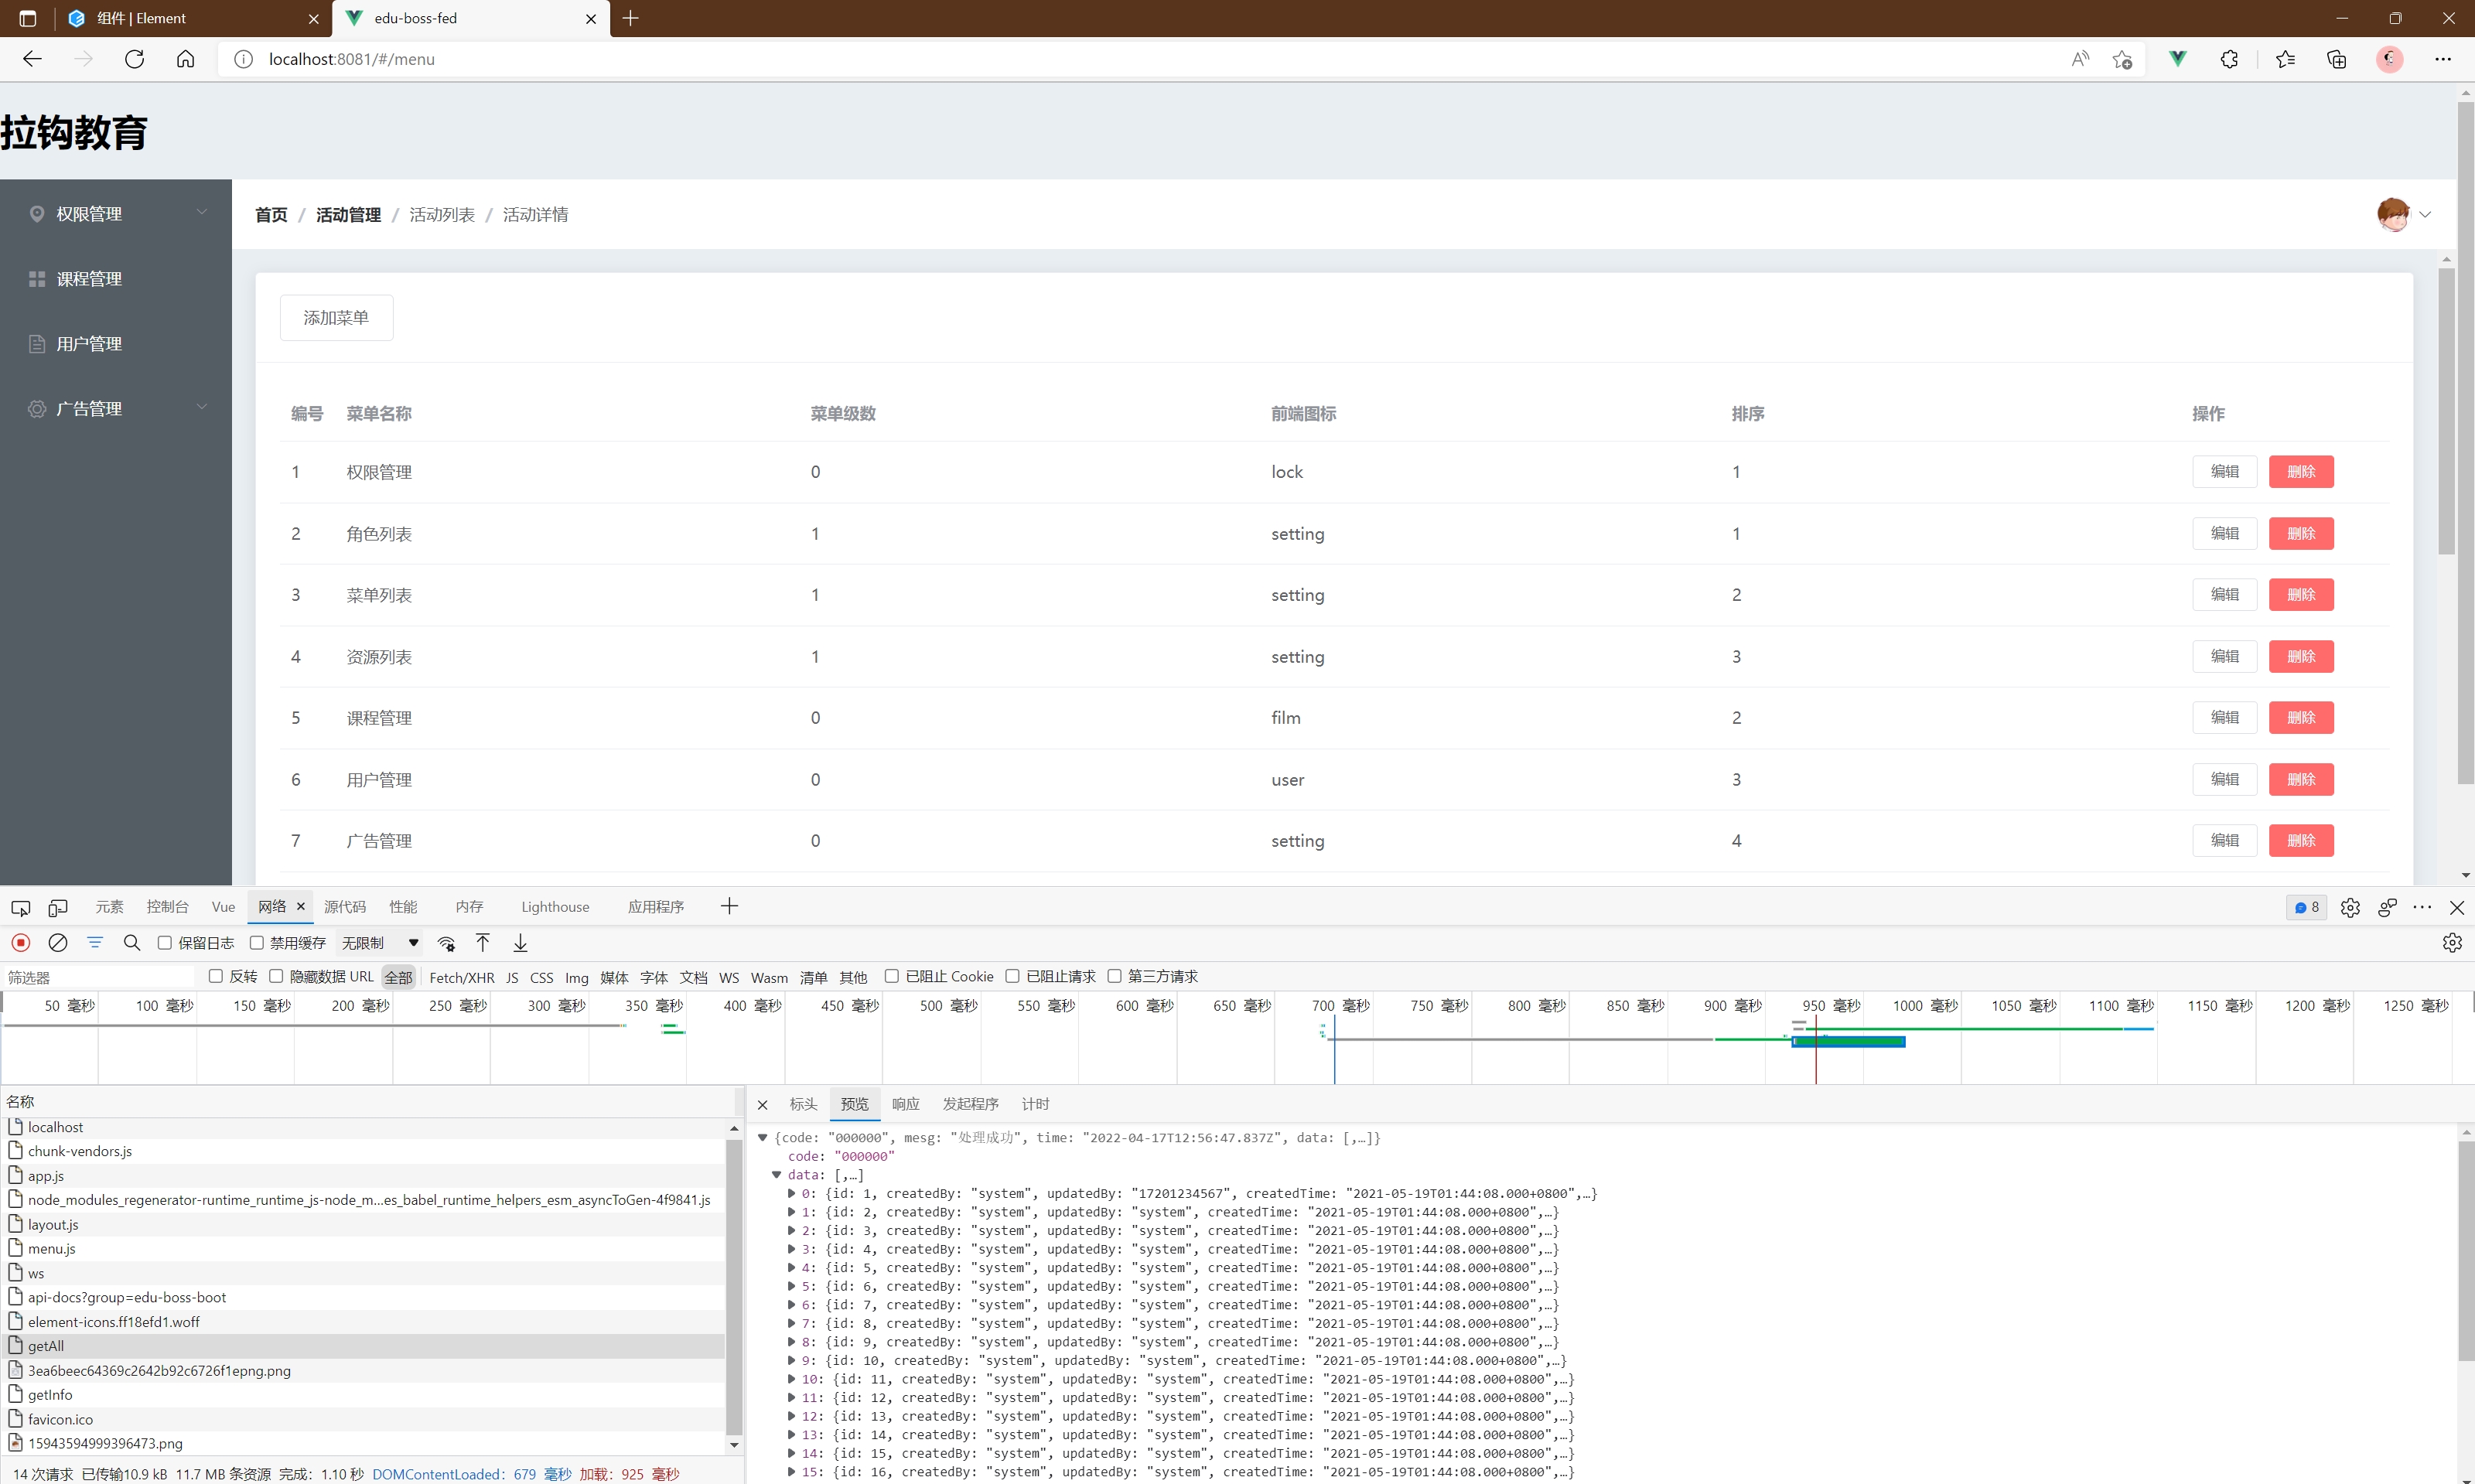 组件 | Element
edu-boss-fed
localhost:8081/#/menu
拉钩教育
权限管理
课程管理
用户管理
广告管理
首页 / 活动管理 / 活动列表 / 活动详情
添加菜单
编号 菜单名称 菜单级数 前端图标 排序 操作
1 权限管理 0 lock 1 编辑 删除
2 角色列表 1 setting 1 编辑 删除
3 菜单列表 1 setting 2 编辑 删除
4 资源列表 1 setting 3 编辑 删除
5 课程管理 0 film 2 编辑 删除
6 用户管理 0 user 3 编辑 删除
7 广告管理 0 setting 4 编辑 删除
元素 控制台 Vue 网络 源代码 性能 内存 Lighthouse 应用程序 8
保留日志 禁用缓存 无限制
筛选器 反转 隐藏数据 URL 全部 Fetch/XHR JS CSS Img 媒体 字体 文档 WS Wasm 清单 其他 已阻止 Cookie 已阻止请求 第三方请求
50 毫秒 100 毫秒 150 毫秒 200 毫秒 250 毫秒 300 毫秒 350 毫秒 400 毫秒 450 毫秒 500 毫秒 550 毫秒 600 毫秒 650 毫秒 700 毫秒 750 毫秒 800 毫秒 850 毫秒 900 毫秒 950 毫秒 1000 毫秒 1050 毫秒 1100 毫秒 1150 毫秒 1200 毫秒 1250 毫秒
名称
localhost
chunk-vendors.js
app.js
node_modules_regenerator-runtime_runtime_js-node_m...es_babel_runtime_helpers_esm_asyncToGen-4f9841.js
layout.js
menu.js
ws
api-docs?group=edu-boss-boot
element-icons.ff18efd1.woff
getAll
3ea6beec64369c2642b92c6726f1epng.png
getInfo
favicon.ico
15943594999396473.png
14 次请求 已传输10.9 kB 11.7 MB 条资源 完成：1.10 秒 DOMContentLoaded：679 毫秒 加载：925 毫秒
标头 预览 响应 发起程序 计时
{code: "000000", mesg: "处理成功", time: "2022-04-17T12:56:47.837Z", data: [,…]}
code: "000000"
data: [,…]
0: {id: 1, createdBy: "system", updatedBy: "17201234567", createdTime: "2021-05-19T01:44:08.000+0800",…}
1: {id: 2, createdBy: "system", updatedBy: "system", createdTime: "2021-05-19T01:44:08.000+0800",…}
2: {id: 3, createdBy: "system", updatedBy: "system", createdTime: "2021-05-19T01:44:08.000+0800",…}
3: {id: 4, createdBy: "system", updatedBy: "system", createdTime: "2021-05-19T01:44:08.000+0800",…}
4: {id: 5, createdBy: "system", updatedBy: "system", createdTime: "2021-05-19T01:44:08.000+0800",…}
5: {id: 6, createdBy: "system", updatedBy: "system", createdTime: "2021-05-19T01:44:08.000+0800",…}
6: {id: 7, createdBy: "system", updatedBy: "system", createdTime: "2021-05-19T01:44:08.000+0800",…}
7: {id: 8, createdBy: "system", updatedBy: "system", createdTime: "2021-05-19T01:44:08.000+0800",…}
8: {id: 9, createdBy: "system", updatedBy: "system", createdTime: "2021-05-19T01:44:08.000+0800",…}
9: {id: 10, createdBy: "system", updatedBy: "system", createdTime: "2021-05-19T01:44:08.000+0800",…}
10: {id: 11, createdBy: "system", updatedBy: "system", createdTime: "2021-05-19T01:44:08.000+0800",…}
11: {id: 12, createdBy: "system", updatedBy: "system", createdTime: "2021-05-19T01:44:08.000+0800",…}
12: {id: 13, createdBy: "system", updatedBy: "system", createdTime: "2021-05-19T01:44:08.000+0800",…}
13: {id: 14, createdBy: "system", updatedBy: "system", createdTime: "2021-05-19T01:44:08.000+0800",…}
14: {id: 15, createdBy: "system", updatedBy: "system", createdTime: "2021-05-19T01:44:08.000+0800",…}
15: {id: 16, createdBy: "system", updatedBy: "system", createdTime: "2021-05-19T01:44:08.000+0800",…}